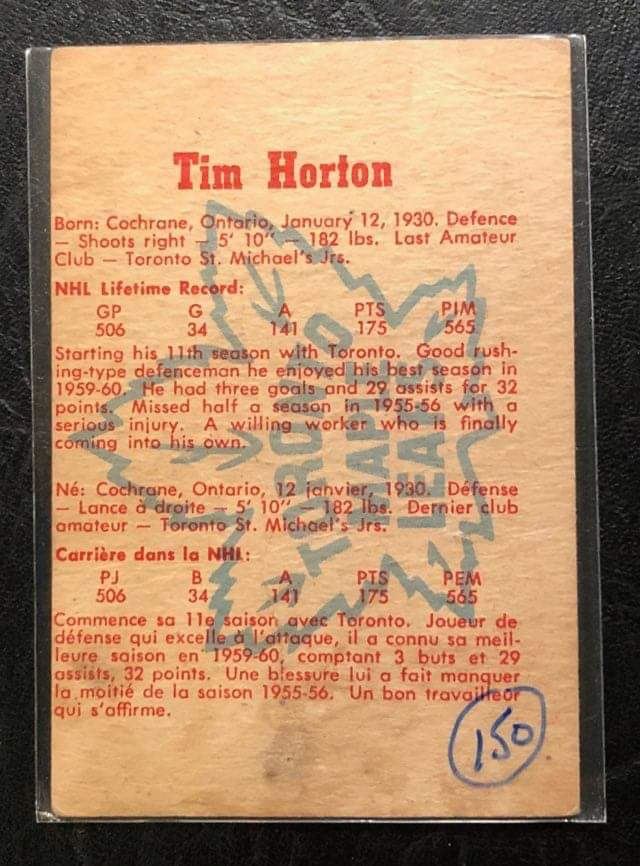 Tim Horton
Born: Cochrane, Ontario, January 12, 1930. Defence
— Shoots right — 5' 10" — 182 lbs. Last Amateur
Club — Toronto St. Michael's Jrs.
NHL Lifetime Record:
GP G A PTS PIM
506 34 141 175 565
Starting his 11th season with Toronto. Good rush-
ing-type defenceman he enjoyed his best season in
1959-60. He had three goals and 29 assists for 32
points. Missed half a season in 1955-56 with a
serious injury. A willing worker who is finally
coming into his own.
Né: Cochrane, Ontario, 12 janvier, 1930. Défense
— Lance à droite — 5' 10" — 182 lbs. Dernier club
amateur — Toronto St. Michael's Jrs.
Carrière dans la NHL:
PJ B A PTS PEM
506 34 141 175 565
Commence sa 11e saison avec Toronto. Joueur de
défense qui excelle à l'attaque, il a connu sa meil-
leure saison en 1959-60, comptant 3 buts et 29
assists, 32 points. Une blessure lui a fait manquer
la moitié de la saison 1955-56. Un bon travailleur
qui s'affirme.
TORONTO
MAPLE
LEAFS
150